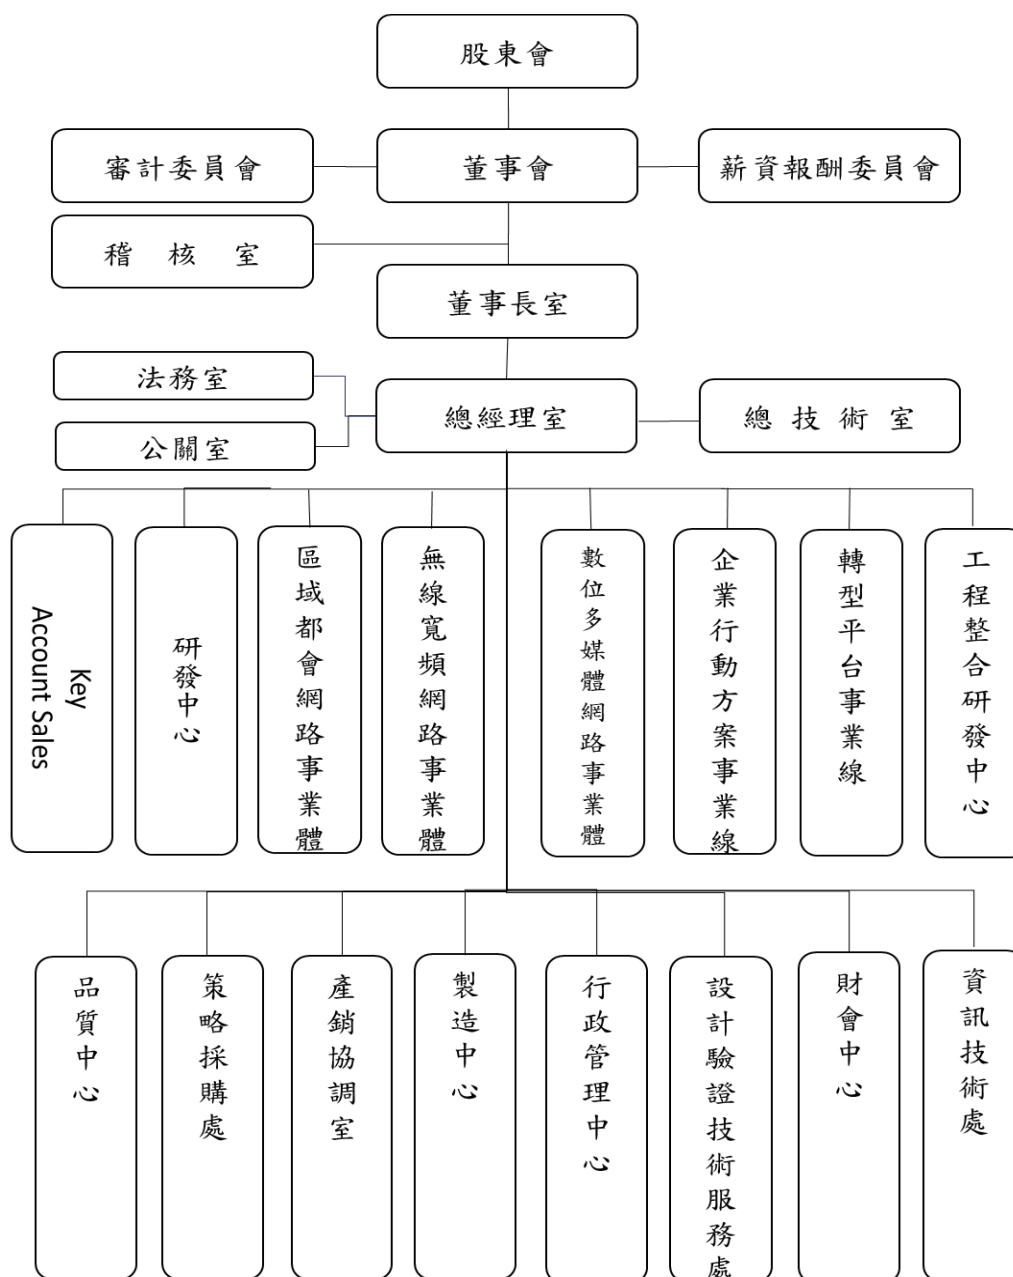 股東會
審計委員會
董事會
薪資報酬委員會
稽 核 室
董事長室
法務室
總經理室
總 技 術 室
公關室
Key
Account Sales
研發中心
區域都會網路事業體
無線寬頻網路事業體
數位多媒體網路事業體
企業行動方案事業線
轉型平台事業線
工程整合研發中心
品質中心
策略採購處
產銷協調室
製造中心
行政管理中心
設計驗證技術服務處
財會中心
資訊技術處